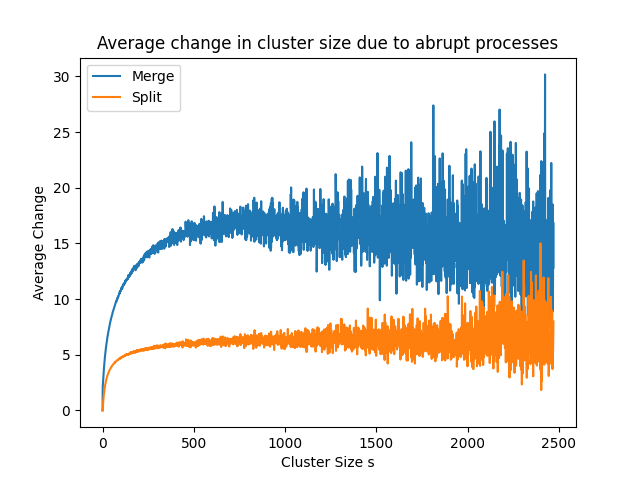 Average change in cluster size due to abrupt processes
Merge
Split
30
25
20
15
10
5
0
Average Change
0 500 1000 1500 2000 2500
Cluster Size s